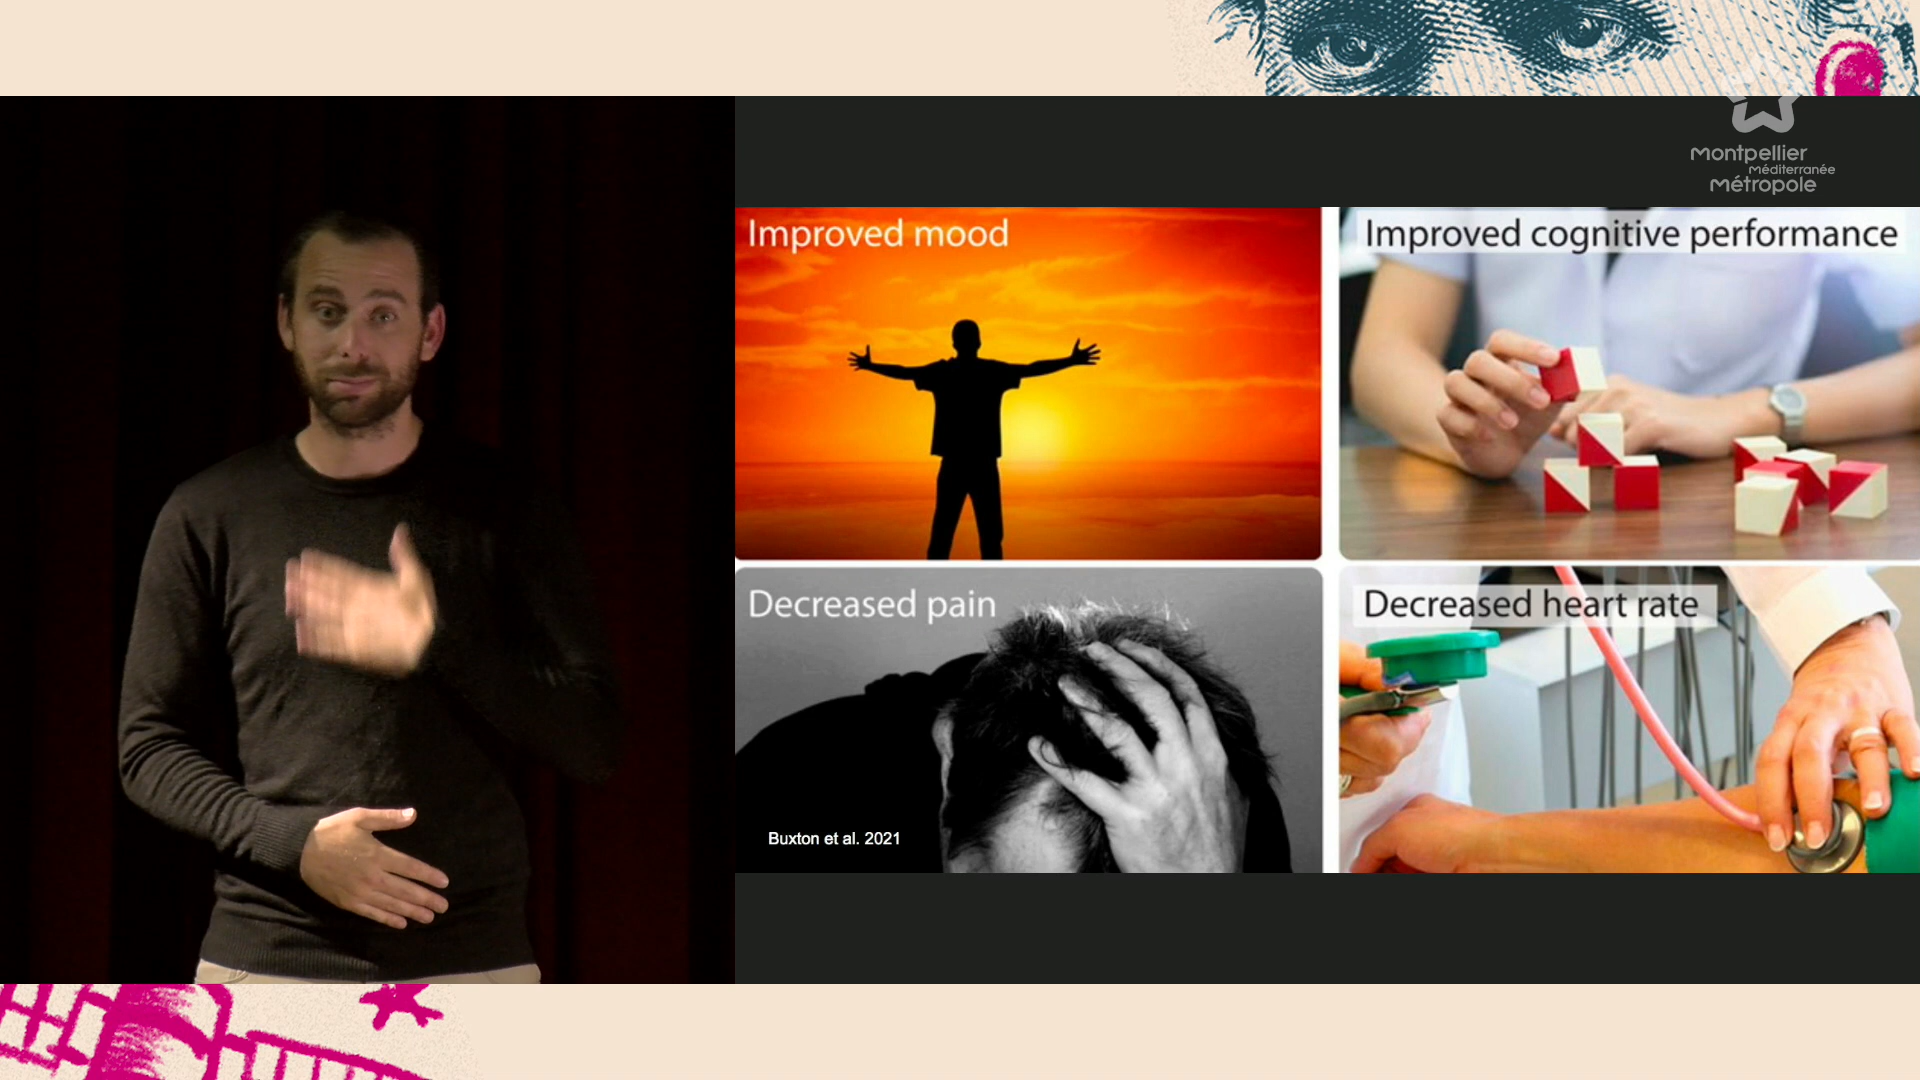 montpellier
méditerranée
métropole
Improved mood
Improved cognitive performance
Decreased pain
Decreased heart rate
Buxton et al. 2021